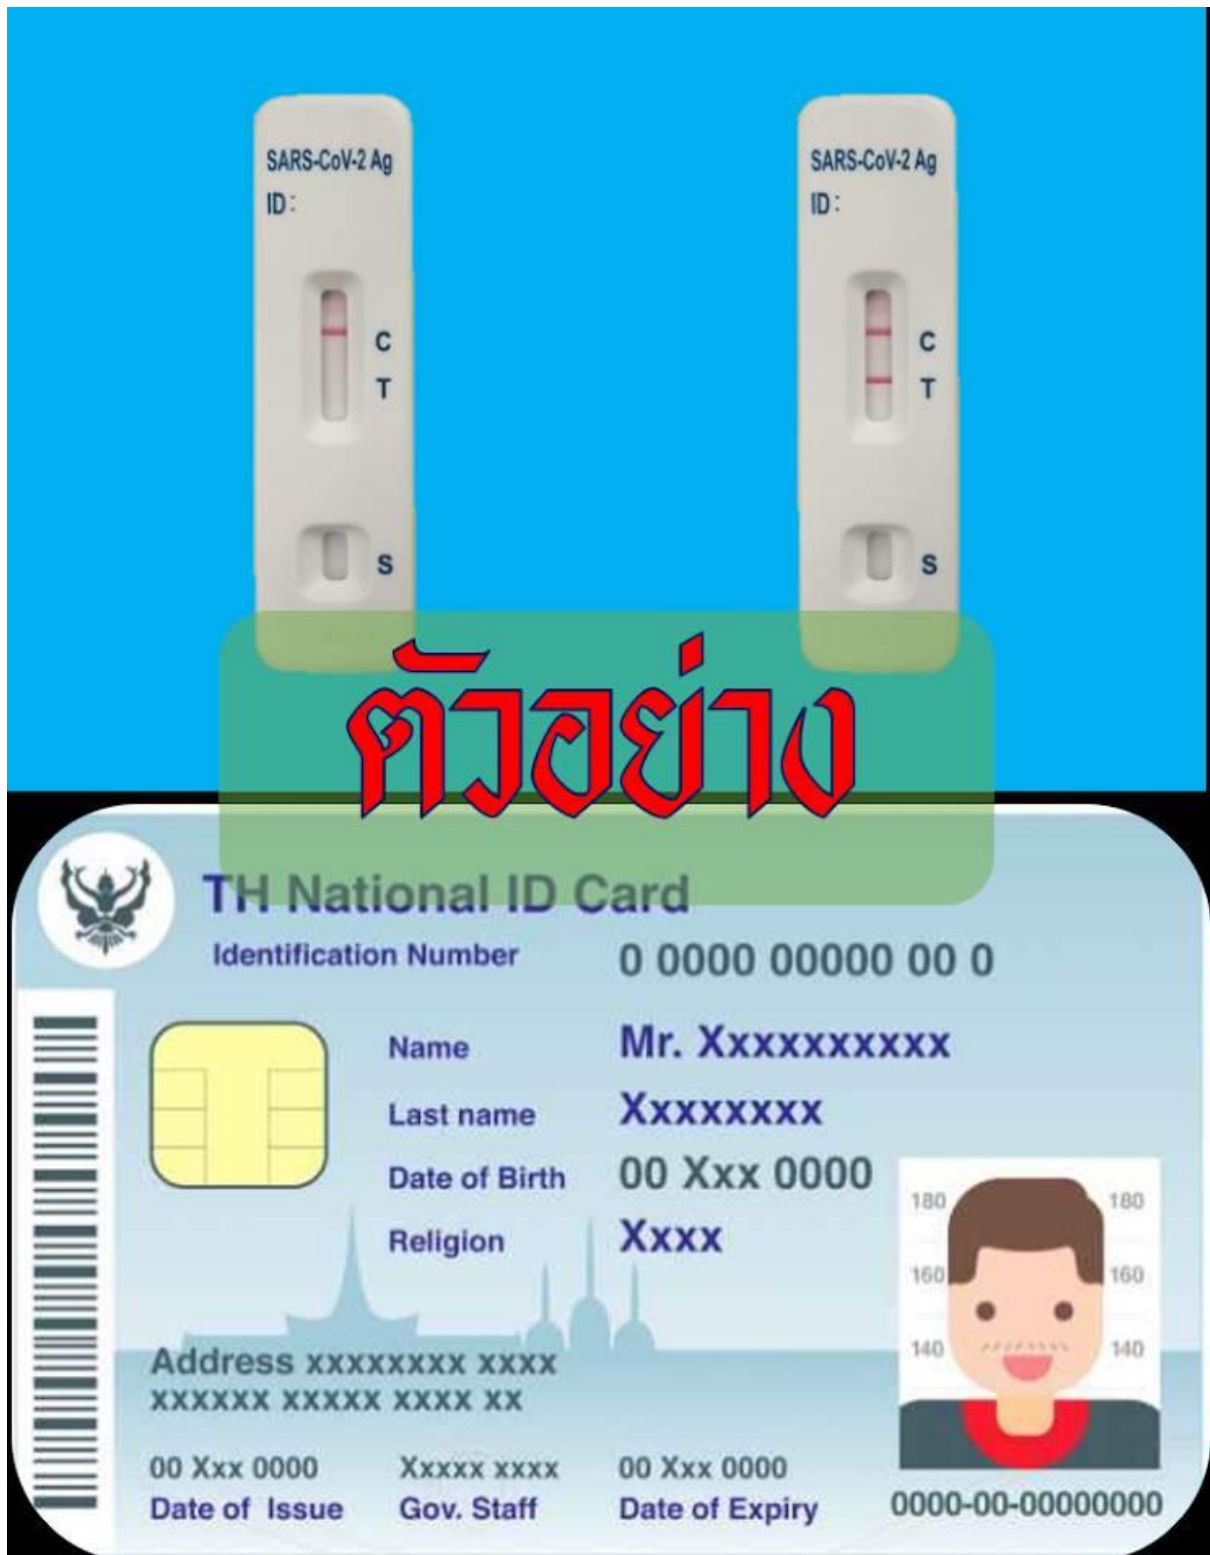 SARS-CoV-2 Ag
ID:
C
T
S
SARS-CoV-2 Ag
ID:
C
T
S
ตัวอย่าง
TH National ID Card
Identification Number 0 0000 00000 00 0
Name Mr. Xxxxxxxxxxx
Last name Xxxxxxxx
Date of Birth 00 Xxx 0000
Religion Xxxx
180 180
160 160
140 140
Address xxxxxxxx xxxx
xxxxxx xxxxx xxxx xx
00 Xxx 0000 Xxxxx xxxx 00 Xxx 0000
Date of Issue Gov. Staff Date of Expiry 0000-00-00000000